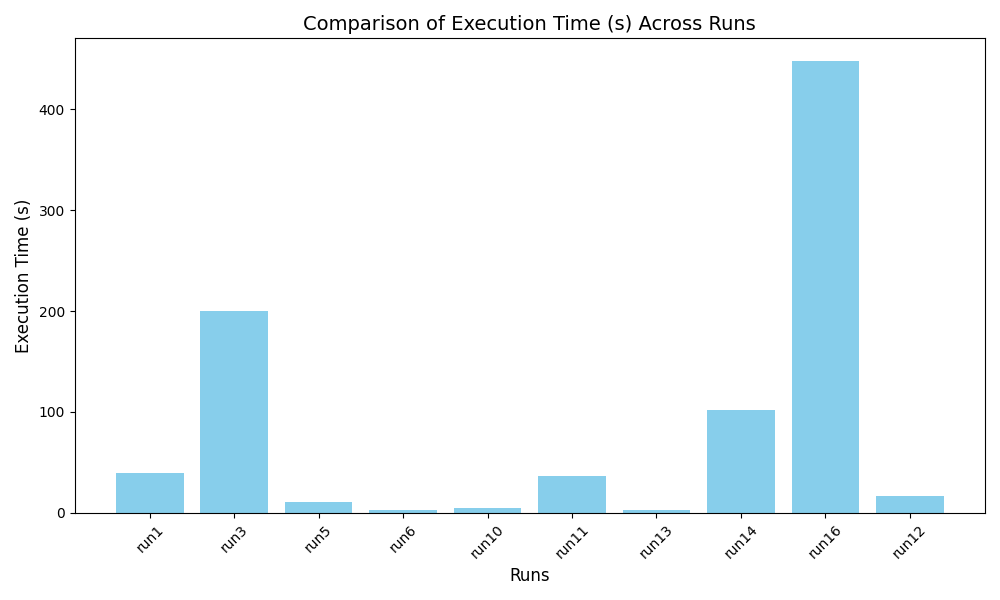 Comparison of Execution Time (s) Across Runs
Execution Time (s)
400
300
200
100
0
run1
run3
run5
run6
run10
run11
run13
run14
run16
run12
Runs